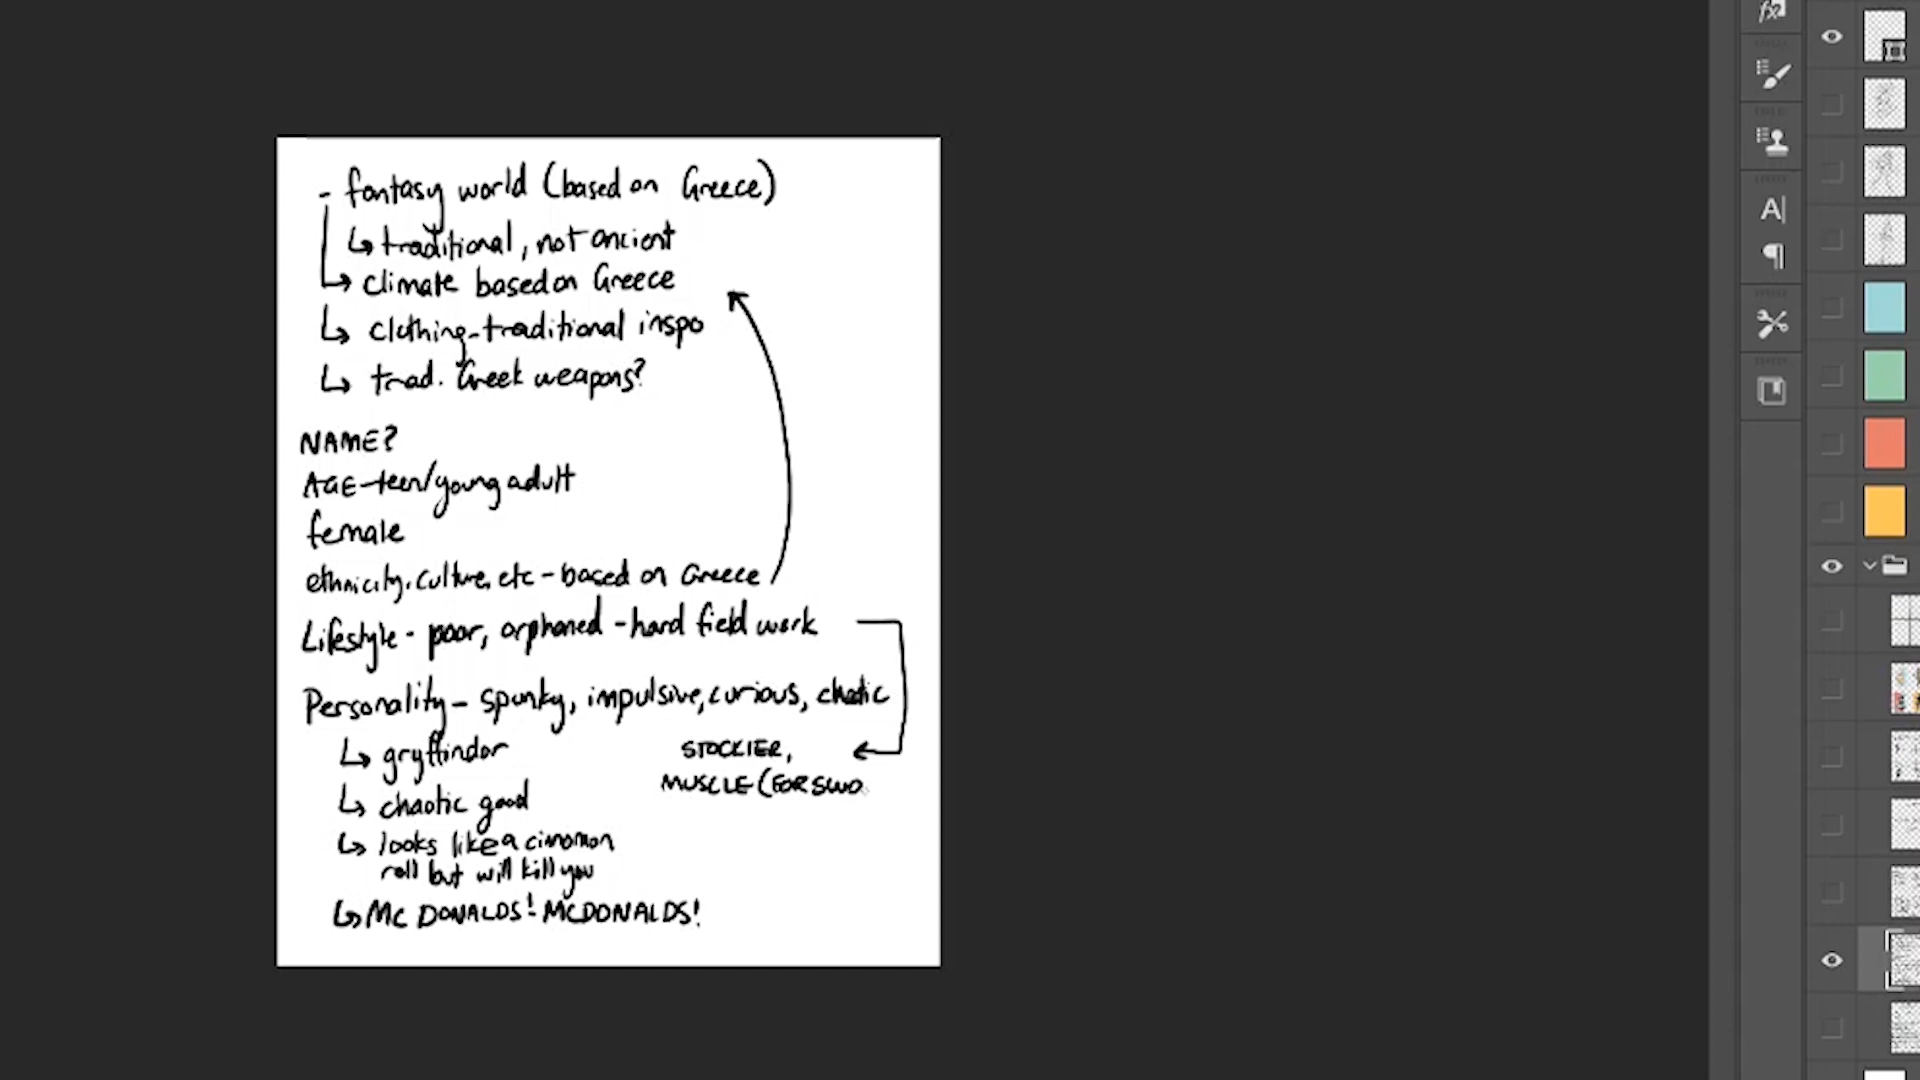 - fantasy world (based on Greece)
↳ traditional, not ancient
↳ climate based on Greece
↳ clothing-traditional inspo
↳ trad. Greek weapons?
NAME?
AGE-teen/young adult
female
ethnicity, culture, etc - based on Greece
Lifestyle - poor, orphaned - hard field work
Personality - spunky, impulsive, curious, chaotic
↳ gryffindor
STOCKIER,
MUSCLE (FOR SWO
↳ chaotic good
↳ looks like a cinnamon
roll but will kill you
↳ MCDONALDS! MCDONALDS!